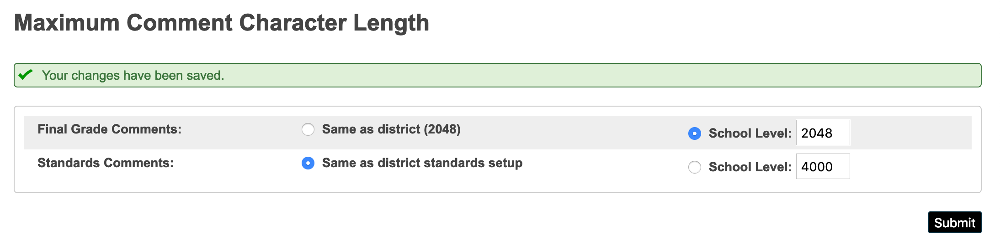 Maximum Comment Character Length
Your changes have been saved.
Final Grade Comments: Same as district (2048) School Level: 2048
Standards Comments: Same as district standards setup School Level: 4000
Submit